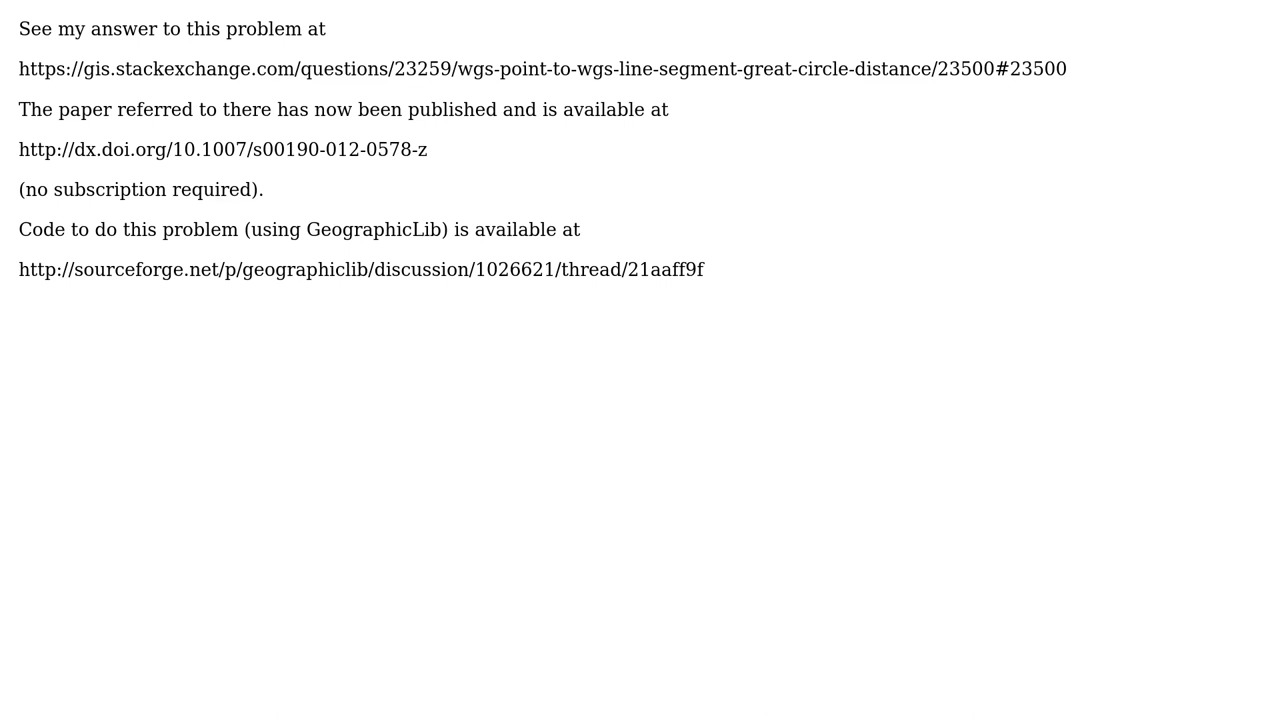 See my answer to this problem at
https://gis.stackexchange.com/questions/23259/wgs-point-to-wgs-line-segment-great-circle-distance/23500#23500
The paper referred to there has now been published and is available at
http://dx.doi.org/10.1007/s00190-012-0578-z
(no subscription required).
Code to do this problem (using GeographicLib) is available at
http://sourceforge.net/p/geographiclib/discussion/1026621/thread/21aaff9f